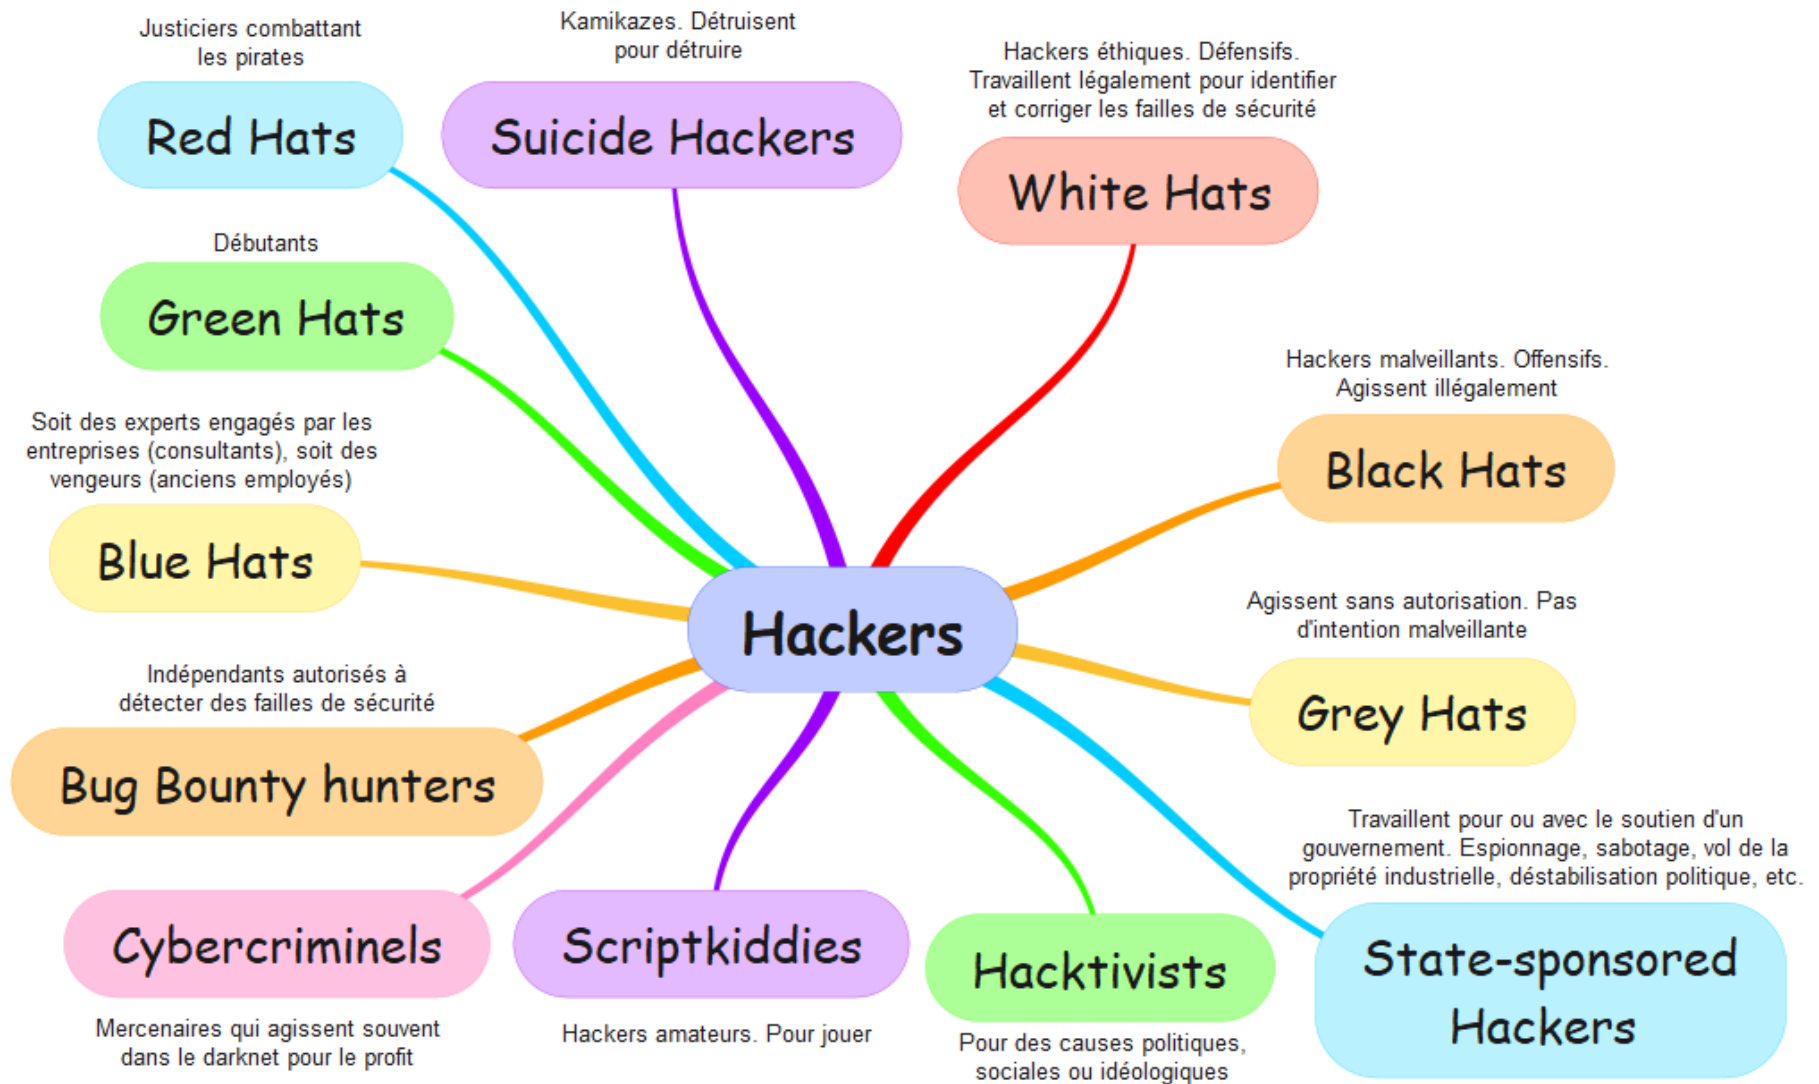 Justiciers combattant
les pirates
Red Hats
Kamikazes. Détruisent
pour détruire
Suicide Hackers
Hackers éthiques. Défensifs.
Travaillent légalement pour identifier
et corriger les failles de sécurité
White Hats
Débutants
Green Hats
Hackers malveillants. Offensifs.
Agissent illégalement
Black Hats
Soit des experts engagés par les
entreprises (consultants), soit des
vengeurs (anciens employés)
Blue Hats
Hackers
Agissent sans autorisation. Pas
d'intention malveillante
Grey Hats
Indépendants autorisés à
détecter des failles de sécurité
Bug Bounty hunters
Travaillent pour ou avec le soutien d'un
gouvernement. Espionnage, sabotage, vol de la
propriété industrielle, déstabilisation politique, etc.
State-sponsored
Hackers
Cybercriminels
Mercenaires qui agissent souvent
dans le darknet pour le profit
Scriptkiddies
Hackers amateurs. Pour jouer
Hacktivists
Pour des causes politiques,
sociales ou idéologiques